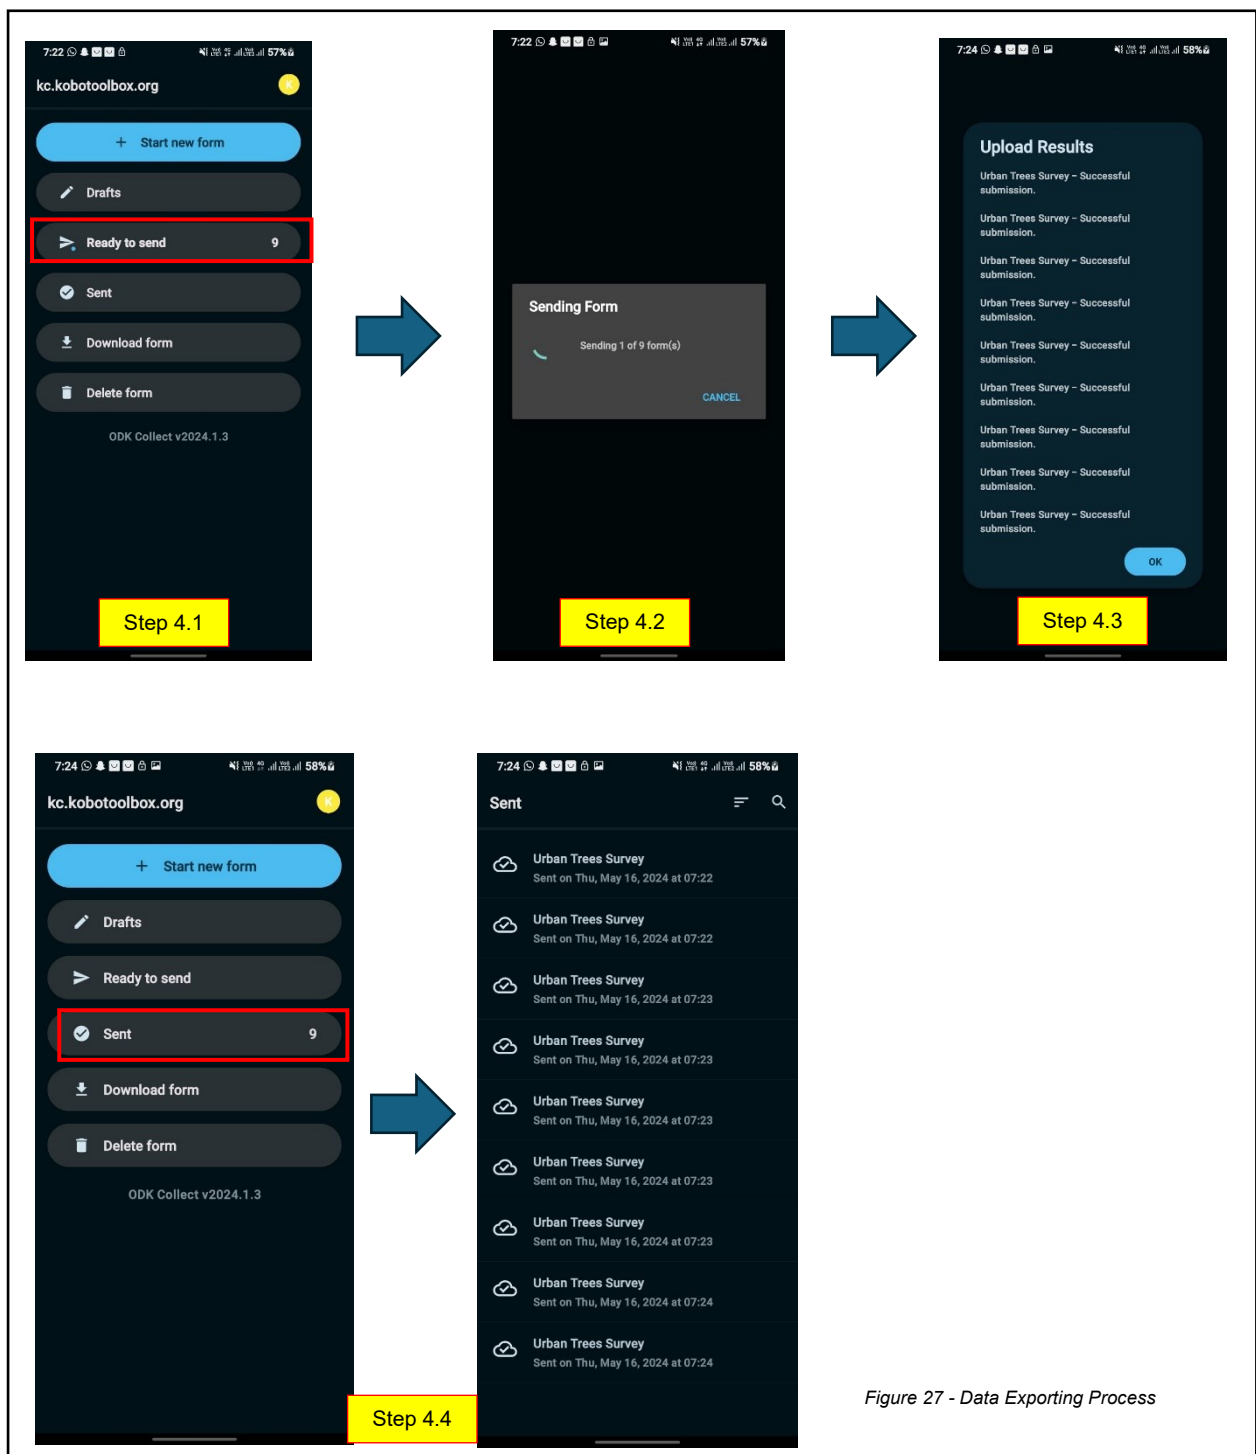 7:22 57%
kc.kobotoolbox.org K
+ Start new form
Drafts
Ready to send 9
Sent
Download form
Delete form
ODK Collect v2024.1.3
Step 4.1
7:22 57%
Sending Form
Sending 1 of 9 form(s)
CANCEL
Step 4.2
7:24 58%
Upload Results
Urban Trees Survey – Successful
submission.
Urban Trees Survey – Successful
submission.
Urban Trees Survey – Successful
submission.
Urban Trees Survey – Successful
submission.
Urban Trees Survey – Successful
submission.
Urban Trees Survey – Successful
submission.
Urban Trees Survey – Successful
submission.
Urban Trees Survey – Successful
submission.
Urban Trees Survey – Successful
submission.
OK
Step 4.3
7:24 58%
kc.kobotoolbox.org K
+ Start new form
Drafts
Ready to send
Sent 9
Download form
Delete form
ODK Collect v2024.1.3
Step 4.4
7:24 58%
Sent
Urban Trees Survey
Sent on Thu, May 16, 2024 at 07:22
Urban Trees Survey
Sent on Thu, May 16, 2024 at 07:22
Urban Trees Survey
Sent on Thu, May 16, 2024 at 07:23
Urban Trees Survey
Sent on Thu, May 16, 2024 at 07:23
Urban Trees Survey
Sent on Thu, May 16, 2024 at 07:23
Urban Trees Survey
Sent on Thu, May 16, 2024 at 07:23
Urban Trees Survey
Sent on Thu, May 16, 2024 at 07:23
Urban Trees Survey
Sent on Thu, May 16, 2024 at 07:24
Urban Trees Survey
Sent on Thu, May 16, 2024 at 07:24
Figure 27 - Data Exporting Process